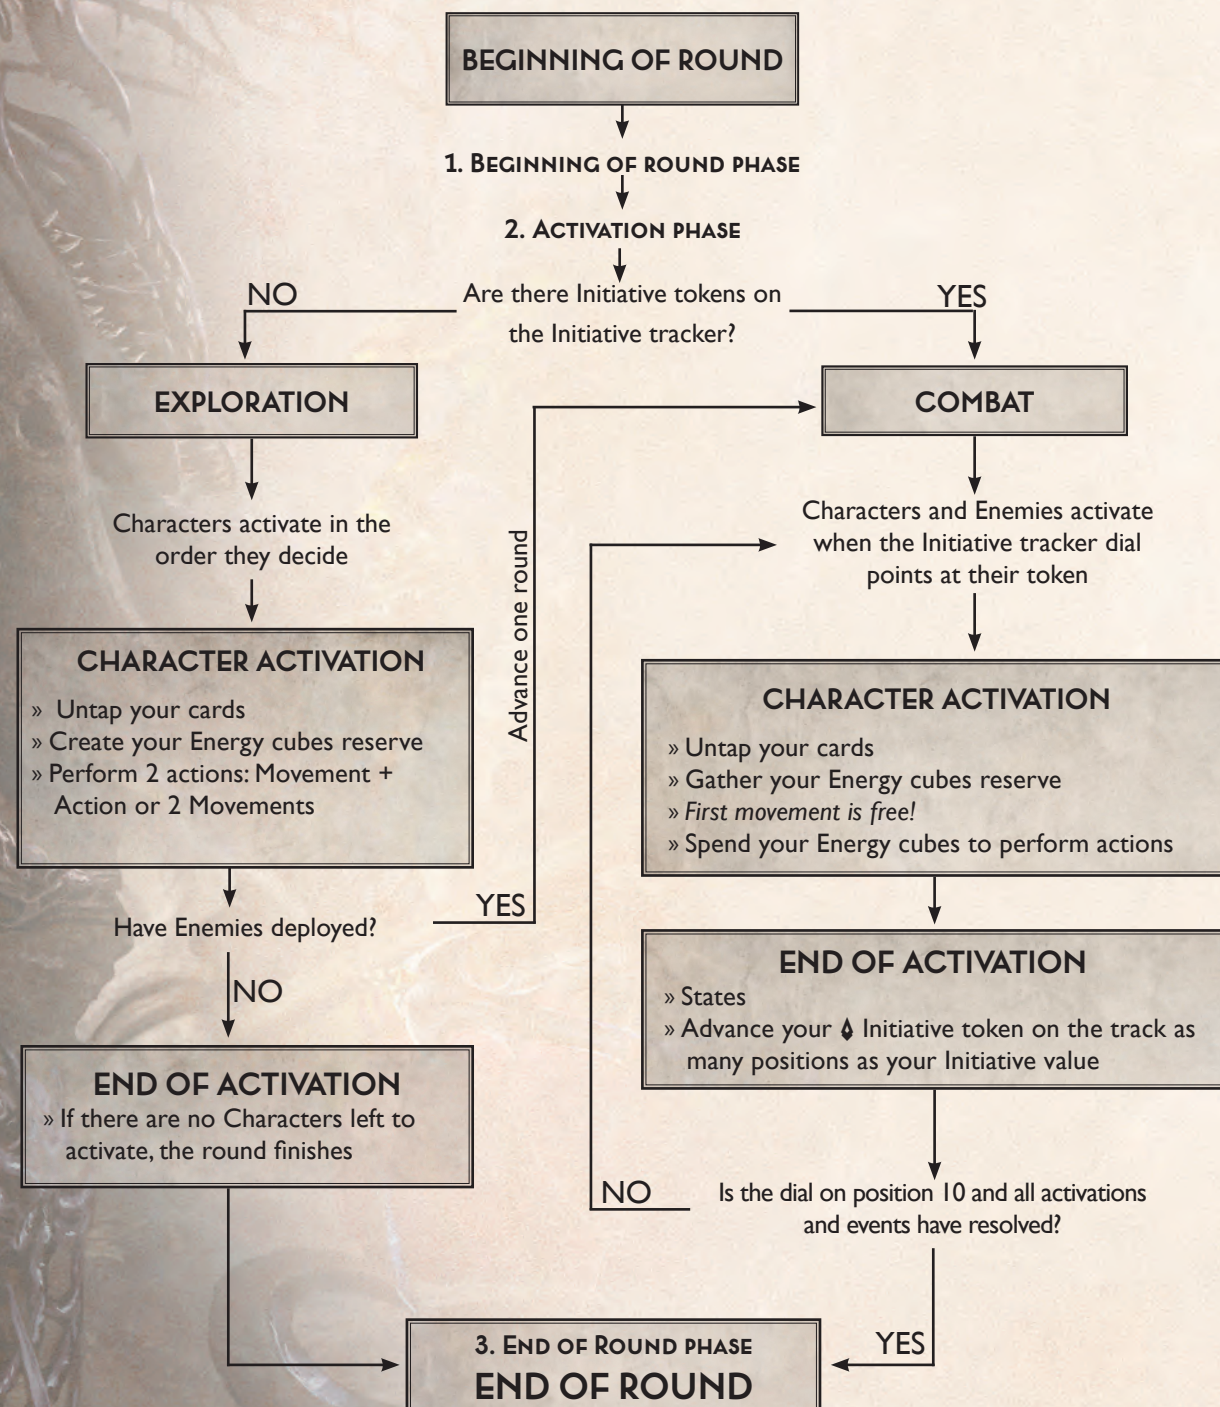 BEGINNING OF ROUND
1. BEGINNING OF ROUND PHASE
2. ACTIVATION PHASE
Are there Initiative tokens on
the Initiative tracker?
NO
YES
EXPLORATION
Characters activate in the
order they decide
CHARACTER ACTIVATION
» Untap your cards
» Create your Energy cubes reserve
» Perform 2 actions: Movement +
Action or 2 Movements
Have Enemies deployed?
YES
Advance one round
NO
END OF ACTIVATION
» If there are no Characters left to
activate, the round finishes
COMBAT
Characters and Enemies activate
when the Initiative tracker dial
points at their token
CHARACTER ACTIVATION
» Untap your cards
» Gather your Energy cubes reserve
» First movement is free!
» Spend your Energy cubes to perform actions
END OF ACTIVATION
» States
» Advance your Initiative token on the track as
many positions as your Initiative value
Is the dial on position 10 and all activations
and events have resolved?
NO
YES
3. END OF ROUND PHASE
END OF ROUND